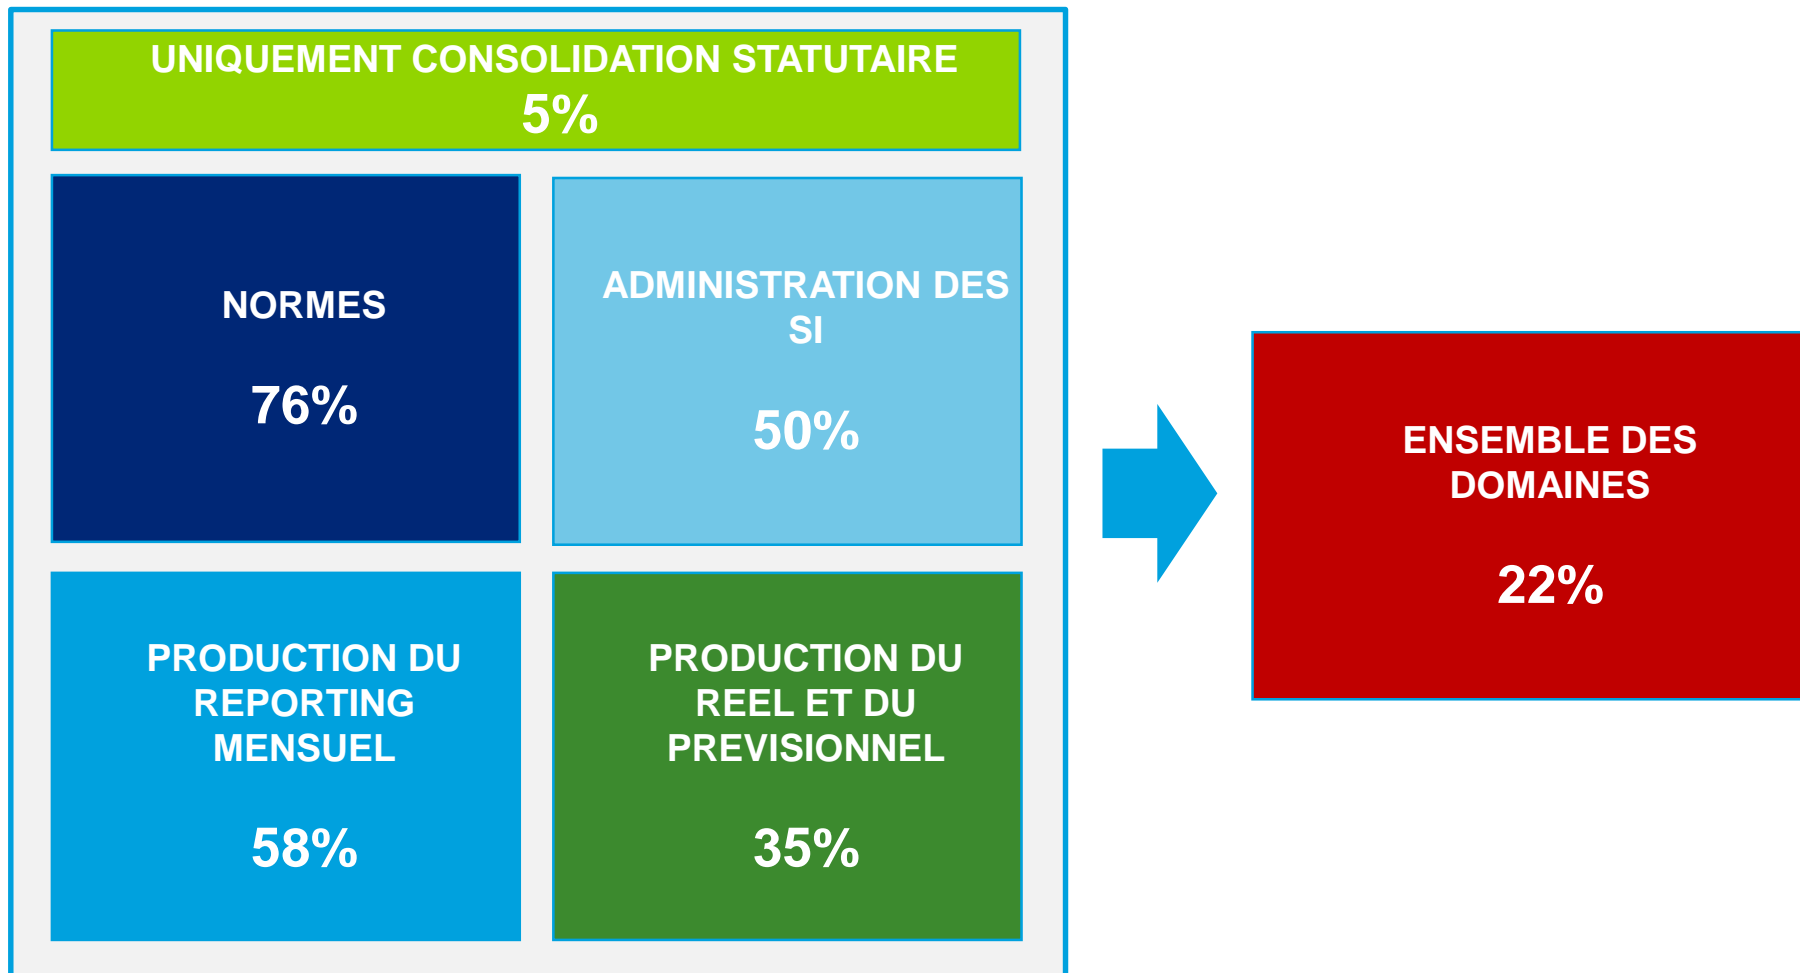 UNIQUEMENT CONSOLIDATION STATUTAIRE
5%
NORMES
76%
ADMINISTRATION DES
SI
50%
PRODUCTION DU
REPORTING
MENSUEL
58%
PRODUCTION DU
REEL ET DU
PREVISIONNEL
35%
ENSEMBLE DES
DOMAINES
22%